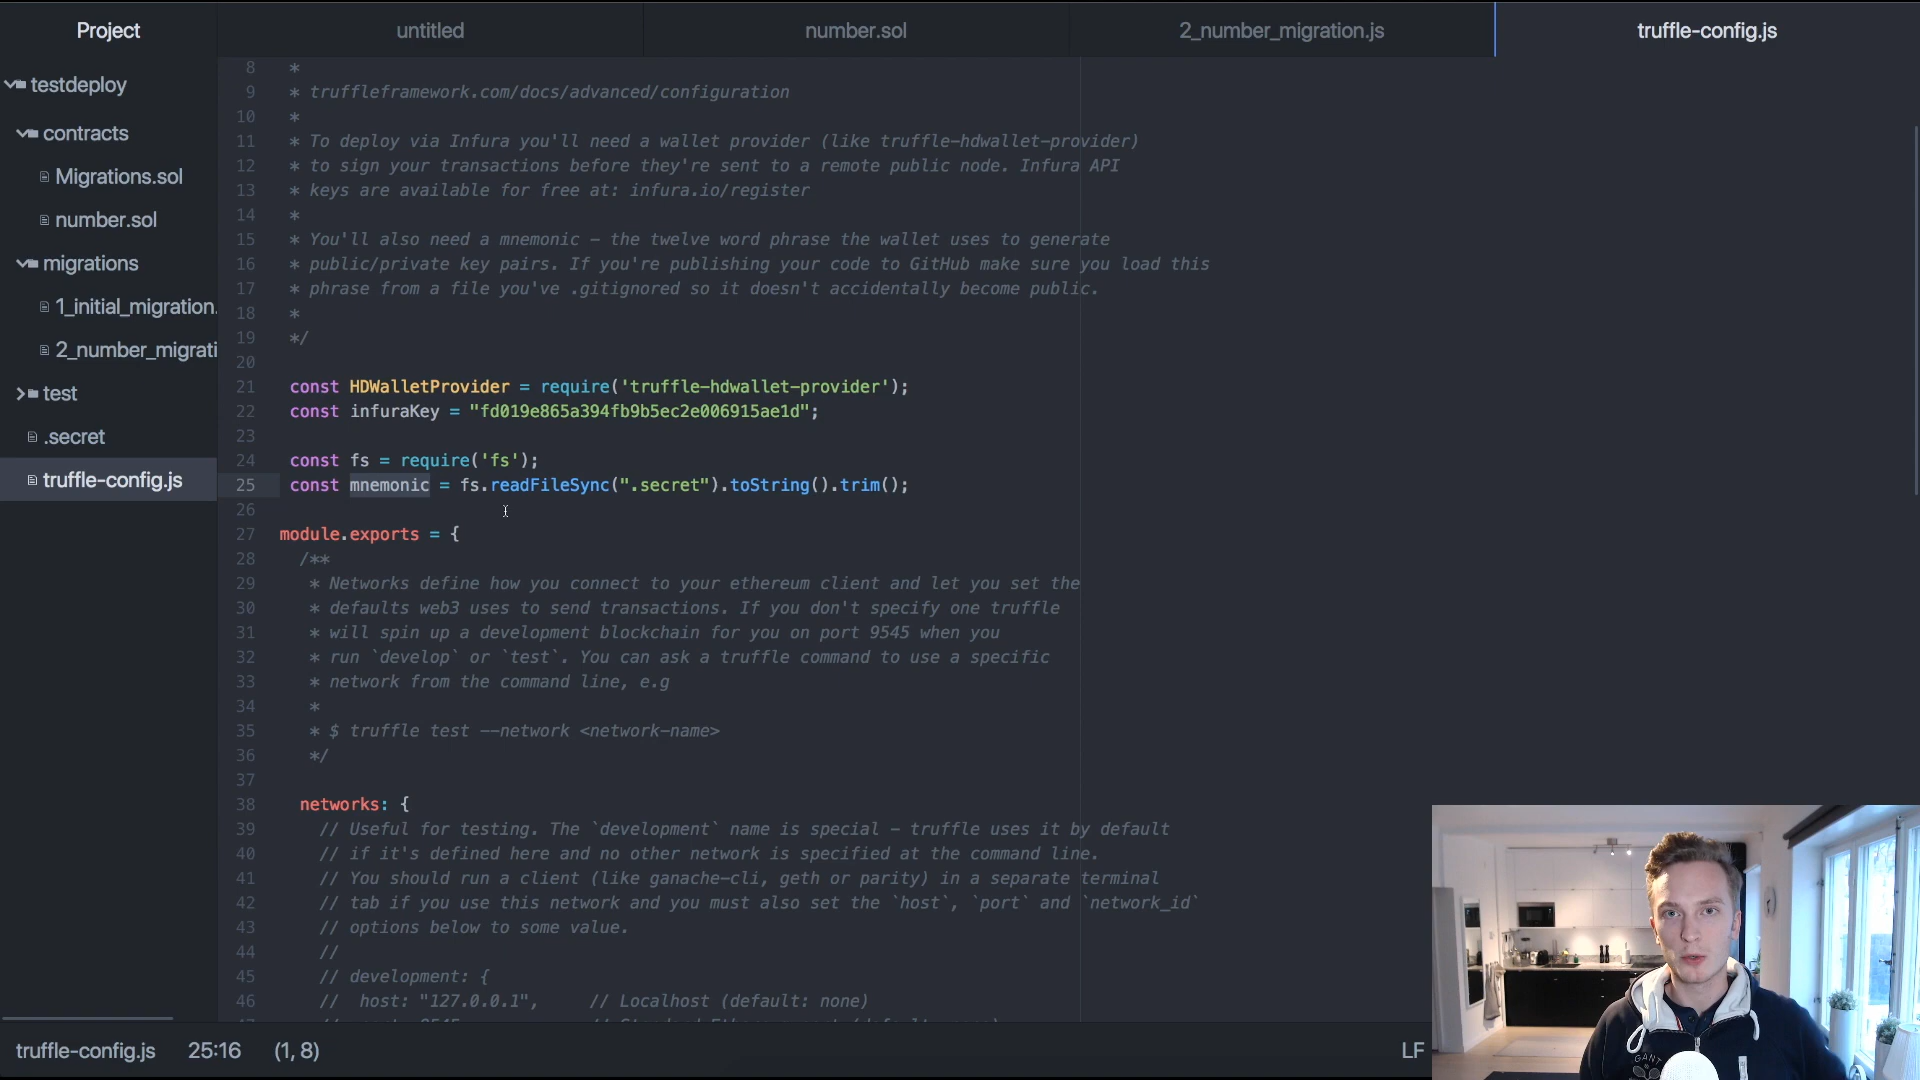 Project
untitled
number.sol
2_number_migration.js
truffle-config.js
testdeploy
contracts
Migrations.sol
number.sol
migrations
1_initial_migration.
2_number_migrati
test
.secret
truffle-config.js
8 *
9 * truffleframework.com/docs/advanced/configuration
10 *
11 * To deploy via Infura you'll need a wallet provider (like truffle-hdwallet-provider)
12 * to sign your transactions before they're sent to a remote public node. Infura API
13 * keys are available for free at: infura.io/register
14 *
15 * You'll also need a mnemonic - the twelve word phrase the wallet uses to generate
16 * public/private key pairs. If you're publishing your code to GitHub make sure you load this
17 * phrase from a file you've .gitignored so it doesn't accidentally become public.
18 *
19 */
20
21 const HDWalletProvider = require('truffle-hdwallet-provider');
22 const infuraKey = "fd019e865a394fb9b5ec2e006915ae1d";
23
24 const fs = require('fs');
25 const mnemonic = fs.readFileSync(".secret").toString().trim();
26
27 module.exports = {
28 /**
29 * Networks define how you connect to your ethereum client and let you set the
30 * defaults web3 uses to send transactions. If you don't specify one truffle
31 * will spin up a development blockchain for you on port 9545 when you
32 * run `develop` or `test`. You can ask a truffle command to use a specific
33 * network from the command line, e.g
34 *
35 * $ truffle test --network <network-name>
36 */
37
38 networks: {
39 // Useful for testing. The `development` name is special - truffle uses it by default
40 // if it's defined here and no other network is specified at the command line.
41 // You should run a client (like ganache-cli, geth or parity) in a separate terminal
42 // tab if you use this network and you must also set the `host`, `port` and `network_id`
43 // options below to some value.
44 //
45 // development: {
46 // host: "127.0.0.1", // Localhost (default: none)
truffle-config.js 25:16 (1, 8) LF
GANT